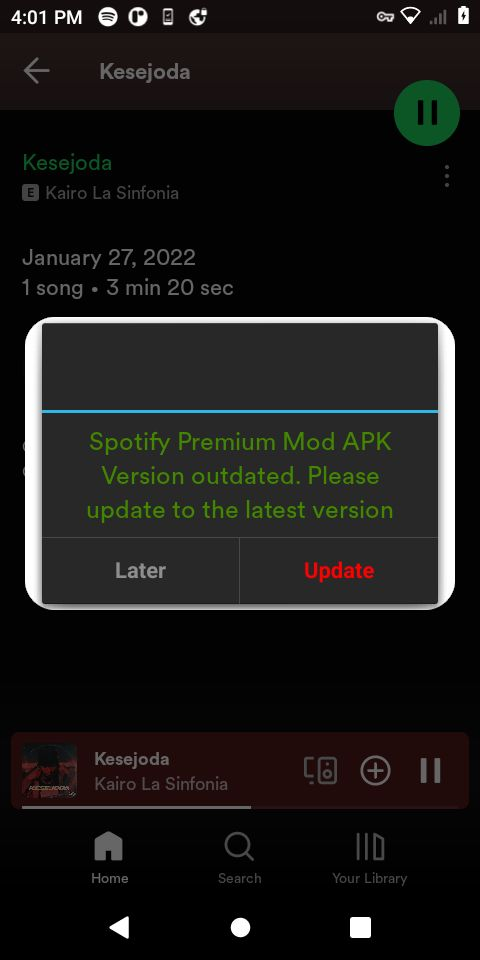 4:01 PM
Kesejoda
Kesejoda
E Kairo La Sinfonia
January 27, 2022
1 song • 3 min 20 sec
Spotify Premium Mod APK
Version outdated. Please
update to the latest version
Later
Update
Kesejoda
Kairo La Sinfonia
Home
Search
Your Library